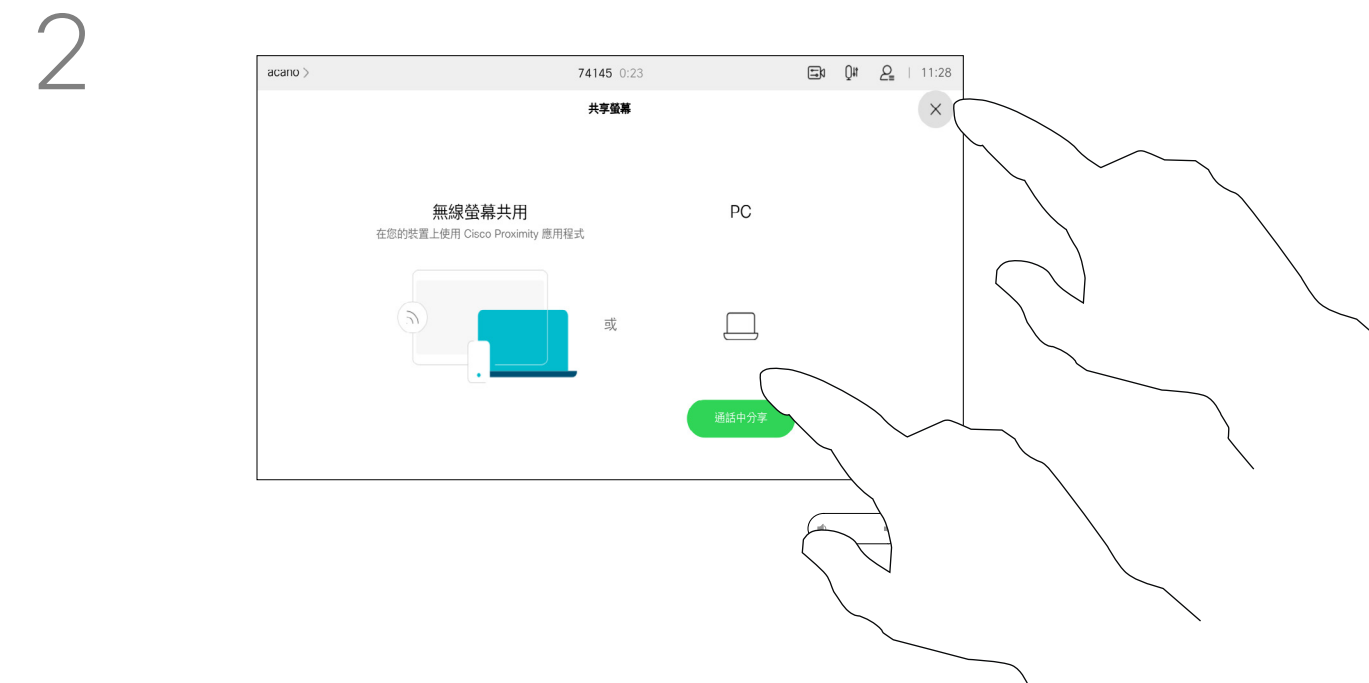 2
acano
74145 0:23
11:28
共享螢幕
無線螢幕共用
PC
在您的裝置上使用 Cisco Proximity 應用程式
或
通話中分享